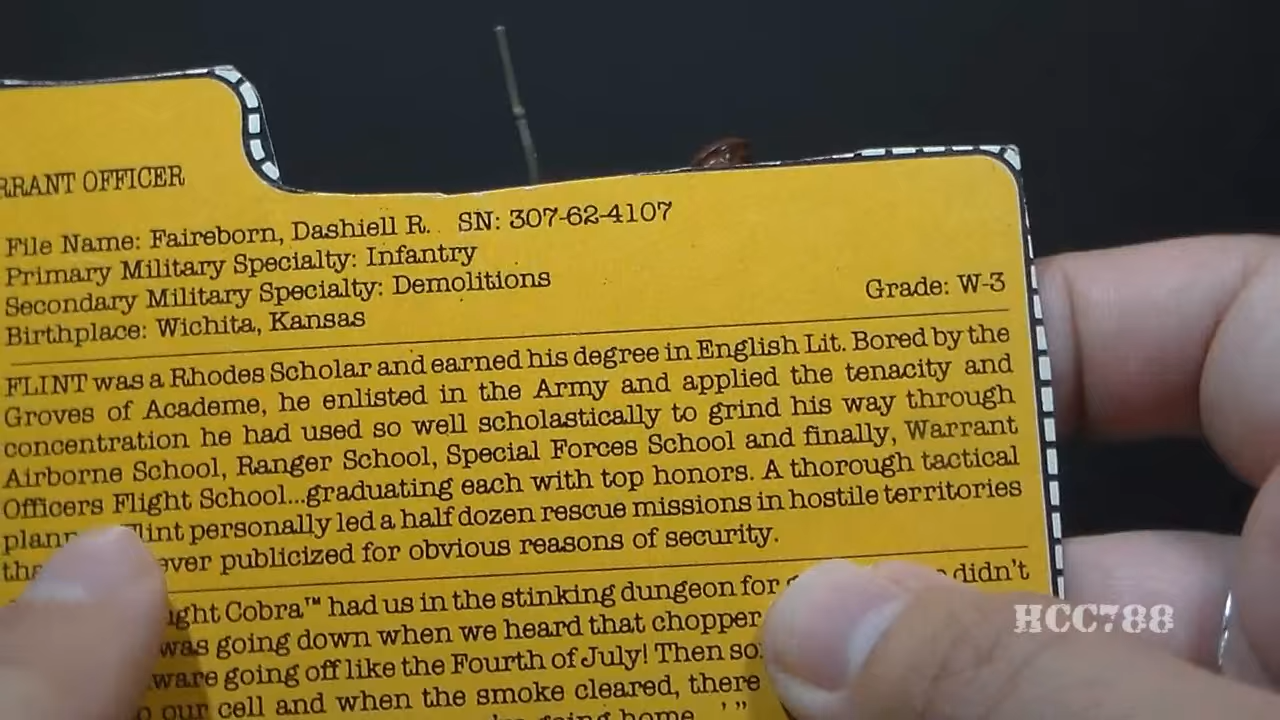 OFFICER
File Name: Faireborn, Dashiell R. SN: 307-62-4107
Primary Military Specialty: Infantry
Secondary Military Specialty: Demolitions
Birthplace: Wichita, Kansas Grade: W-3
FLINT was a Rhodes Scholar and earned his degree in English Lit. Bored by the
Groves of Academe, he enlisted in the Army and applied the tenacity and
concentration he had used so well scholastically to grind his way through
Airborne School, Ranger School, Special Forces School and finally, Warrant
Officers Flight School...graduating each with top honors. A thorough tactical
personally led a half dozen rescue missions in hostile territories
publicized for obvious reasons of security.
Cobra™ had us in the stinking dungeon for didn't
was going down when we heard that chopper
going off like the Fourth of July! Then
our cell and when the smoke cleared, there
going home...'"
HCC788